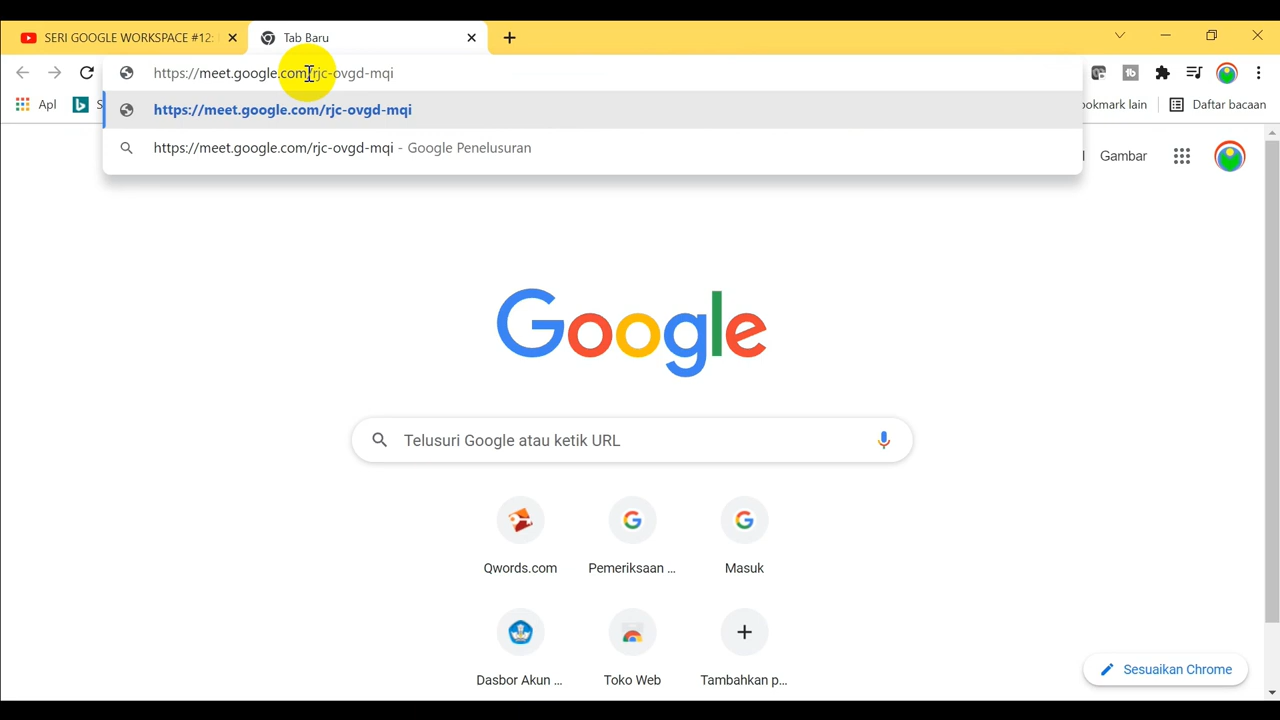 SERI GOOGLE WORKSPACE #12:
Tab Baru
https://meet.google.com/rjc-ovgd-mqi
Apl
S
ookmark lain
Daftar bacaan
https://meet.google.com/rjc-ovgd-mqi
https://meet.google.com/rjc-ovgd-mqi - Google Penelusuran
Gambar
Google
Telusuri Google atau ketik URL
Qwords.com
Pemeriksaan ...
Masuk
Dasbor Akun ...
Toko Web
Tambahkan p...
Sesuaikan Chrome